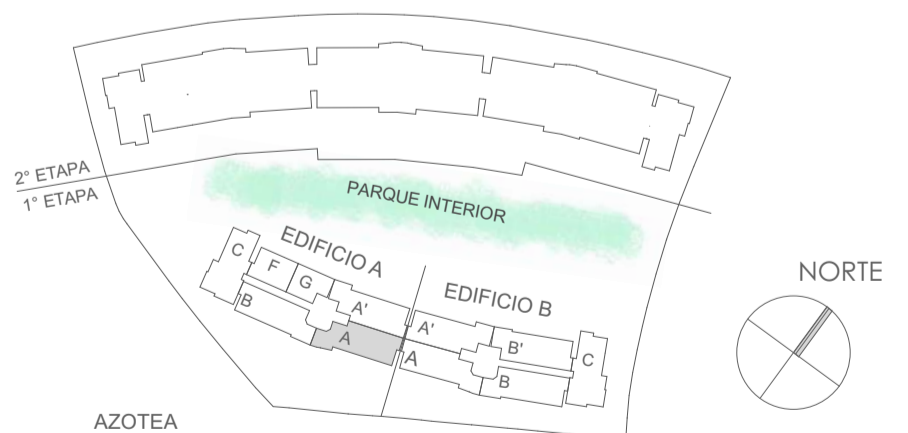 2° ETAPA
1° ETAPA
PARQUE INTERIOR
EDIFICIO A
C
F
G
B
A'
A
EDIFICIO B
A'
A
B'
B
C
NORTE
AZOTEA